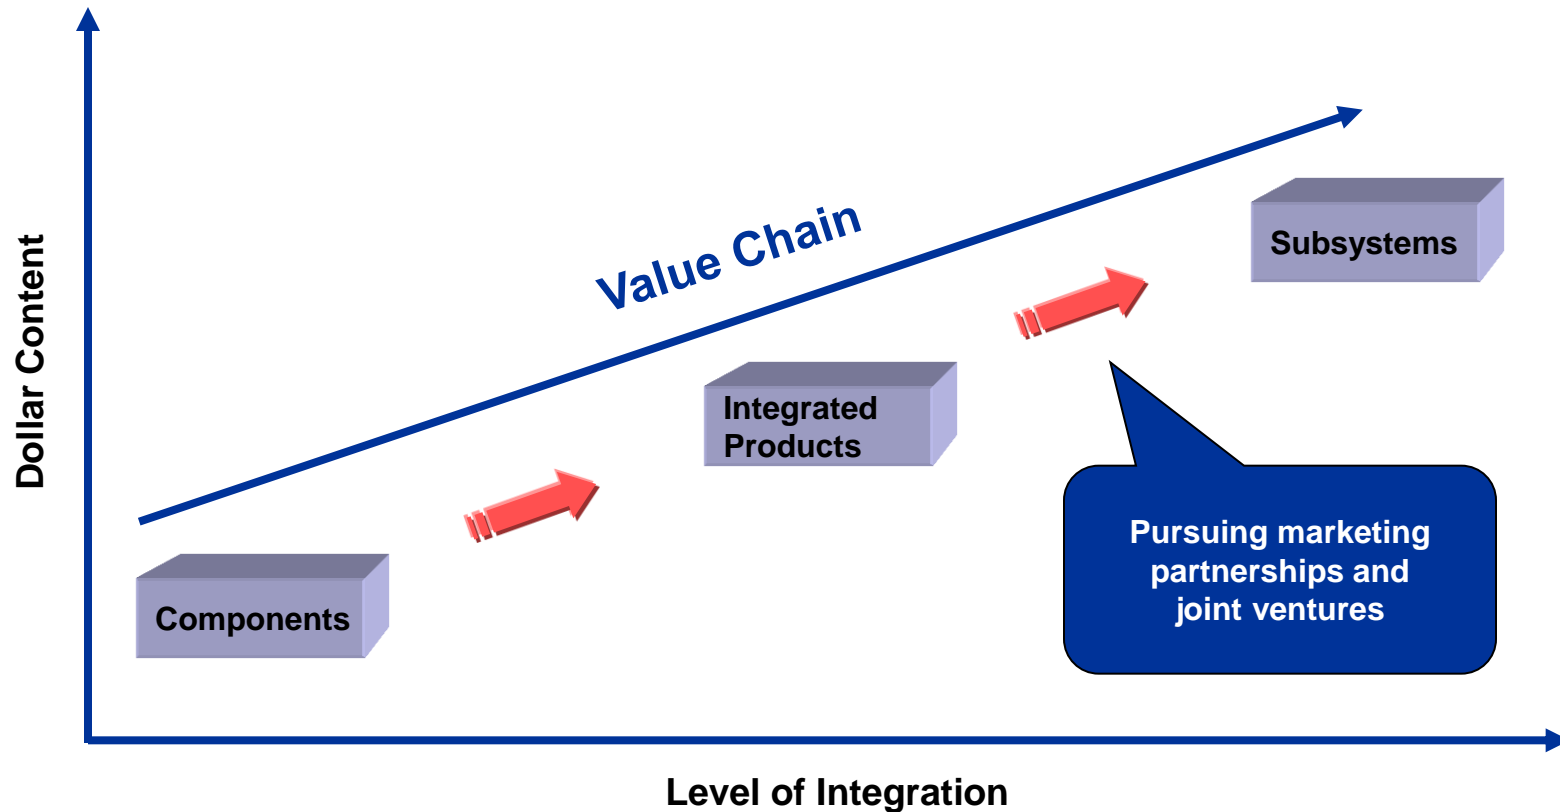 Dollar Content
Value Chain
Components
Integrated
Products
Subsystems
Pursuing marketing
partnerships and
joint ventures
Level of Integration